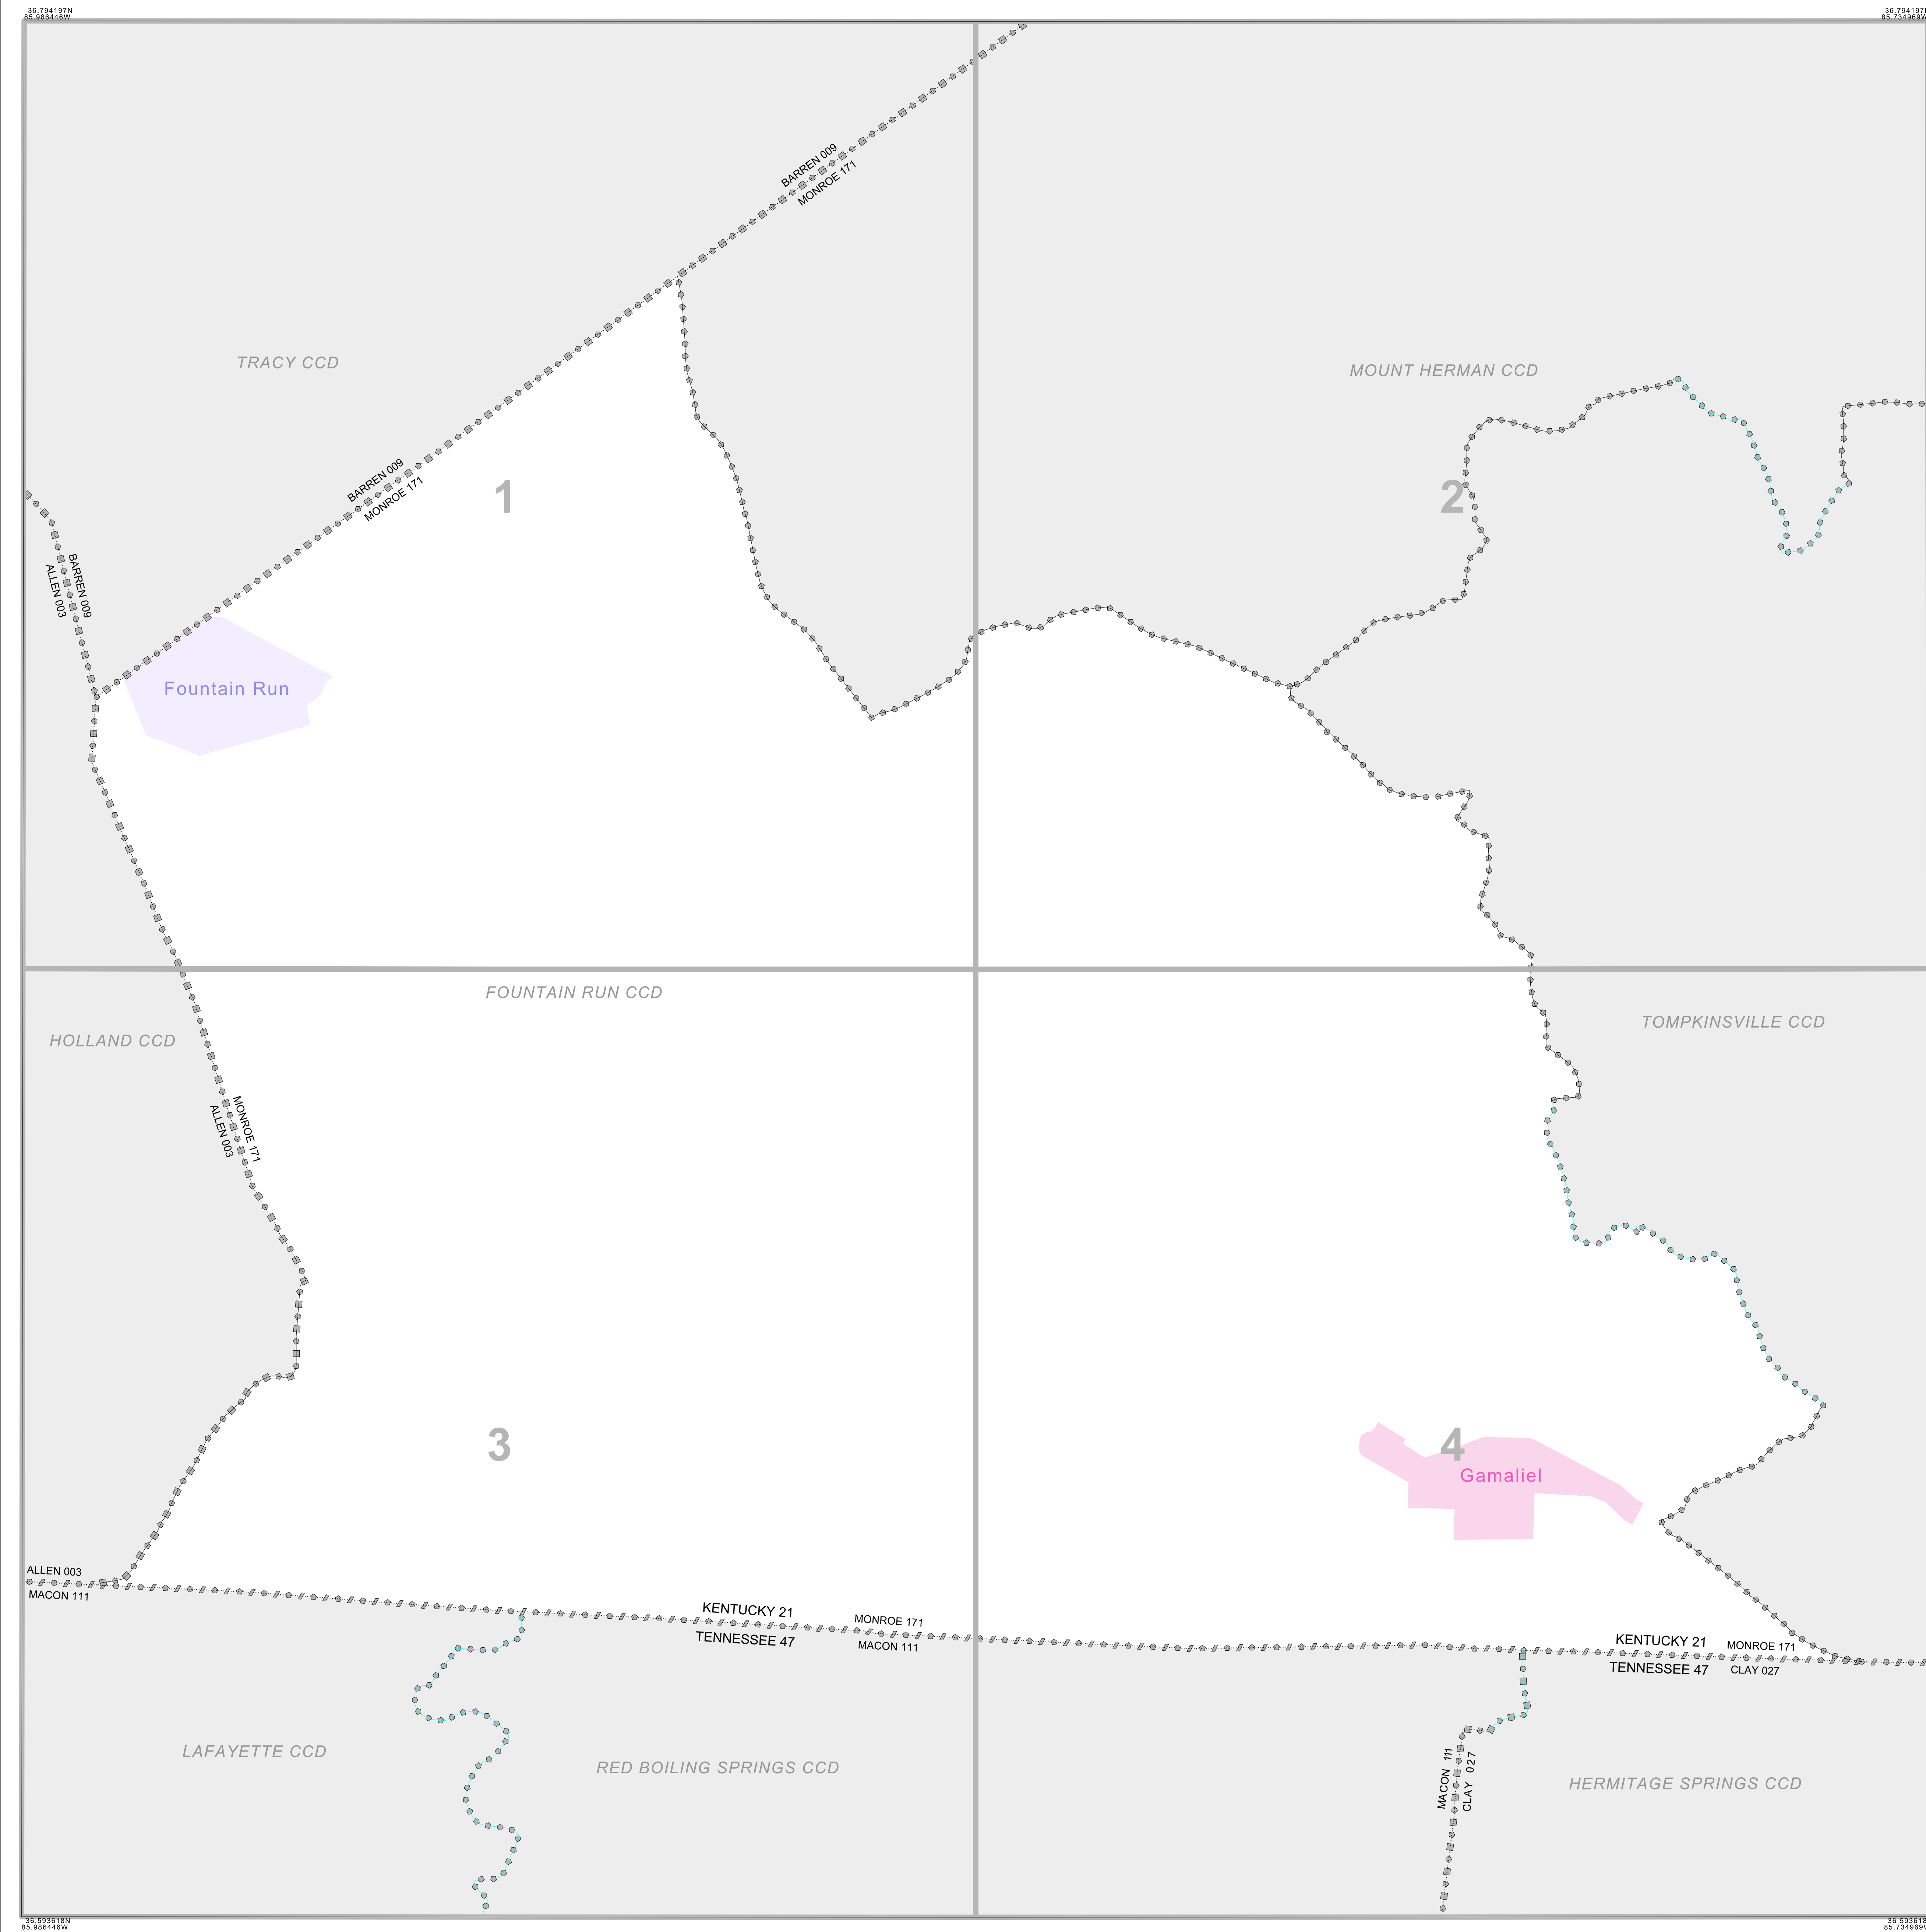 36.794197N
85.986446W
36.794197N
85.734969W
BARREN 009
MONROE 171
TRACY CCD
MOUNT HERMAN CCD
BARREN 009
MONROE 171
1
2
BARREN 009
ALLEN 003
Fountain Run
FOUNTAIN RUN CCD
HOLLAND CCD
TOMPKINSVILLE CCD
MONROE 171
ALLEN 003
3
4
Gamaliel
ALLEN 003
MACON 111
KENTUCKY 21
MONROE 171
TENNESSEE 47
MACON 111
KENTUCKY 21
MONROE 171
TENNESSEE 47
CLAY 027
LAFAYETTE CCD
RED BOILING SPRINGS CCD
MACON 111
CLAY 027
HERMITAGE SPRINGS CCD
36.593618N
85.986446W
36.593618
85.734969W